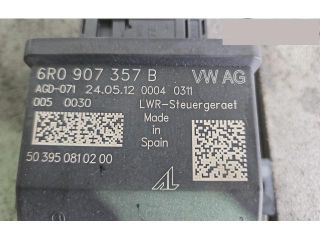 6R0 907 357 B VW AG
AGD-071 24.05.12 0004 0311
005 0030 LWR-Steuergeraet
Made in
Spain
50 395 081 02 00
AL